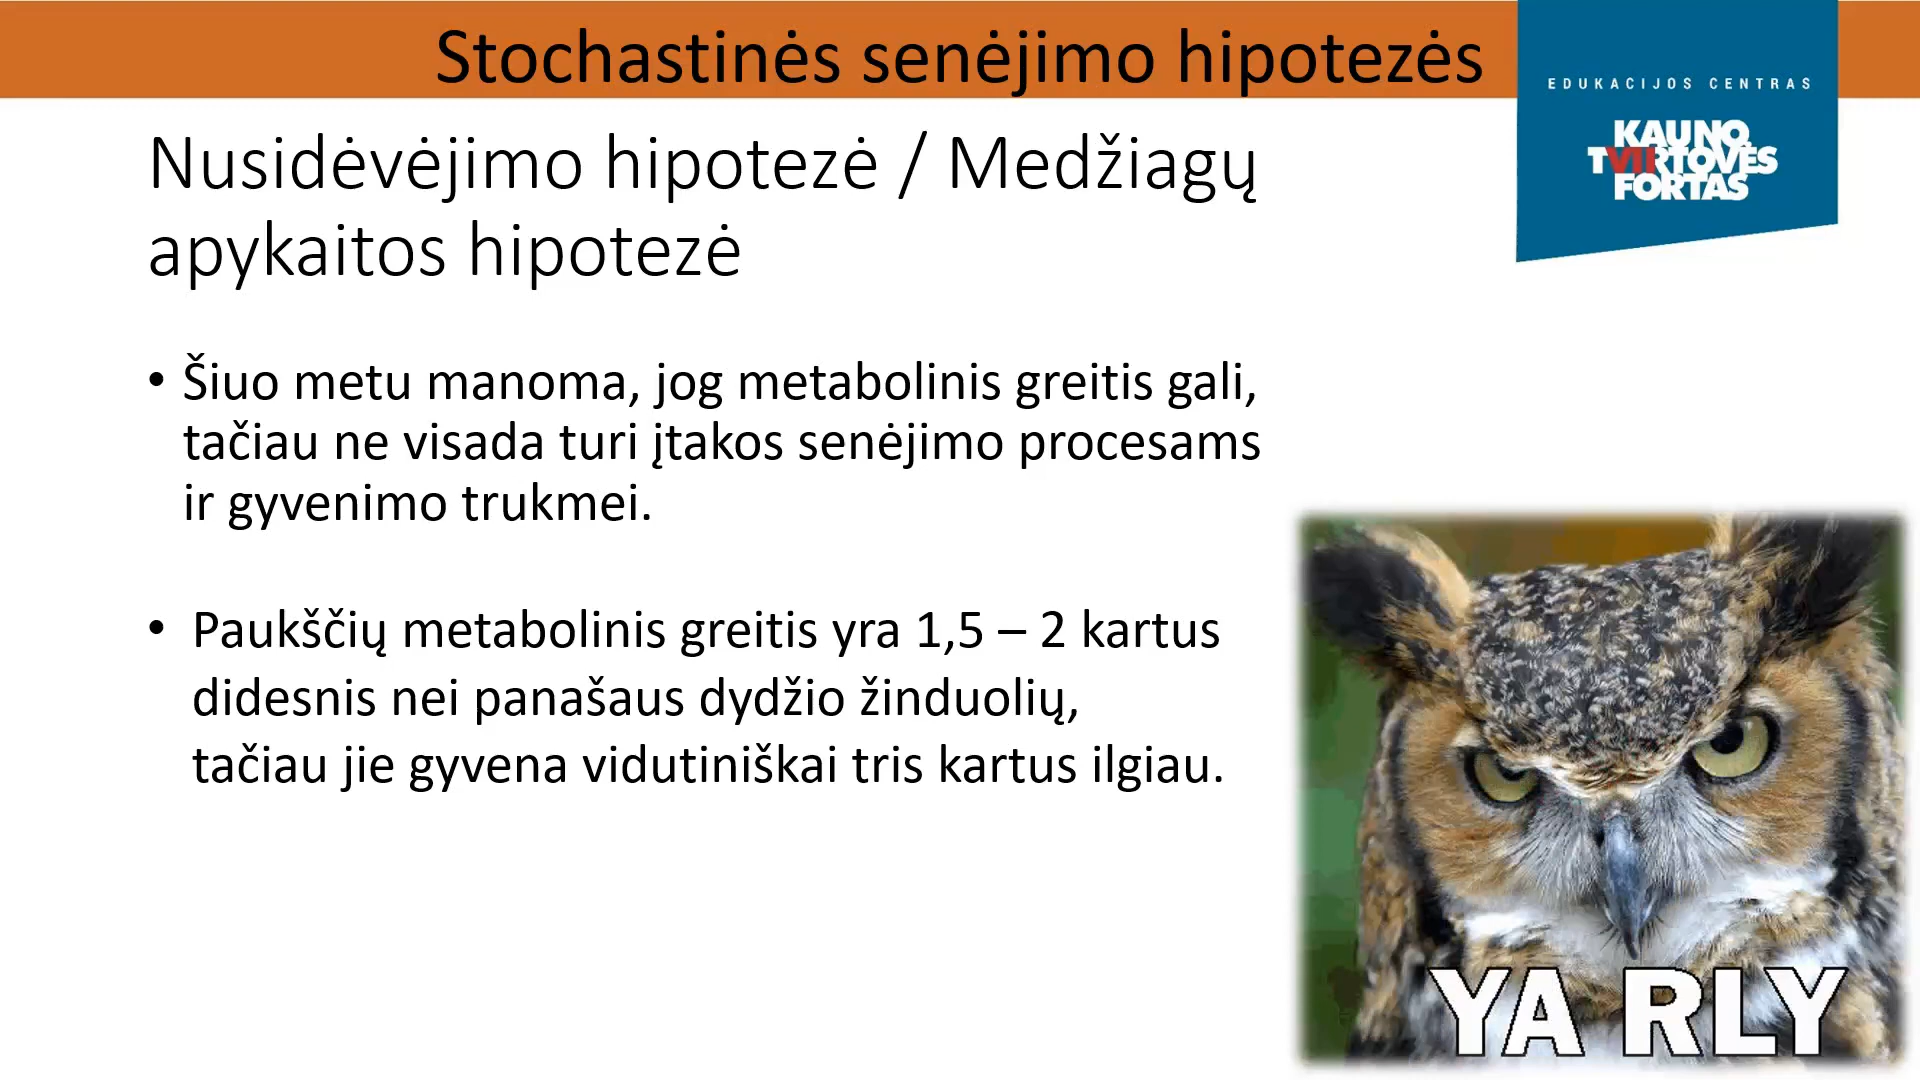 Stochastinės senėjimo hipotezės
EDUKACIJOS CENTRAS
KAUNO
TVIRTOVĖS
FORTAS
Nusidėvėjimo hipotezė / Medžiagų
apykaitos hipotezė
• Šiuo metu manoma, jog metabolinis greitis gali,
tačiau ne visada turi įtakos senėjimo procesams
ir gyvenimo trukmei.
• Paukščių metabolinis greitis yra 1,5 – 2 kartus
didesnis nei panašaus dydžio žinduolių,
tačiau jie gyvena vidutiniškai tris kartus ilgiau.
YA RLY